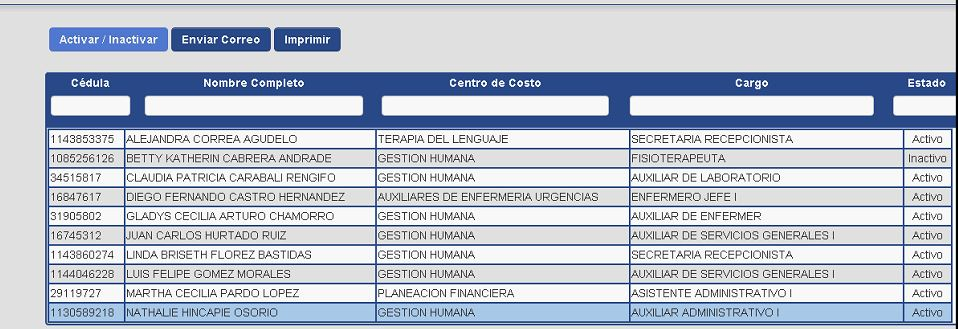 Activar / Inactivar Enviar Correo Imprimir
Cédula Nombre Completo Centro de Costo Cargo Estado
1143853375 ALEJANDRA CORREA AGUDELO TERAPIA DEL LENGUAJE SECRETARIA RECEPCIONISTA Activo
1085256126 BETTY KATHERIN CABRERA ANDRADE GESTION HUMANA FISIOTERAPEUTA Inactivo
34515817 CLAUDIA PATRICIA CARABALI RENGIFO GESTION HUMANA AUXILIAR DE LABORATORIO Activo
16847617 DIEGO FERNANDO CASTRO HERNANDEZ AUXILIARES DE ENFERMERIA URGENCIAS ENFERMERO JEFE I Activo
31905802 GLADYS CECILIA ARTURO CHAMORRO GESTION HUMANA AUXILIAR DE ENFERMER Activo
16745312 JUAN CARLOS HURTADO RUIZ GESTION HUMANA AUXILIAR DE SERVICIOS GENERALES I Activo
1143860274 LINDA BRISETH FLOREZ BASTIDAS GESTION HUMANA SECRETARIA RECEPCIONISTA Activo
1144046228 LUIS FELIPE GOMEZ MORALES GESTION HUMANA AUXILIAR DE SERVICIOS GENERALES I Activo
29119727 MARTHA CECILIA PARDO LOPEZ PLANEACION FINANCIERA ASISTENTE ADMINISTRATIVO I Activo
1130589218 NATHALIE HINCAPIE OSORIO GESTION HUMANA AUXILIAR ADMINISTRATIVO I Activo